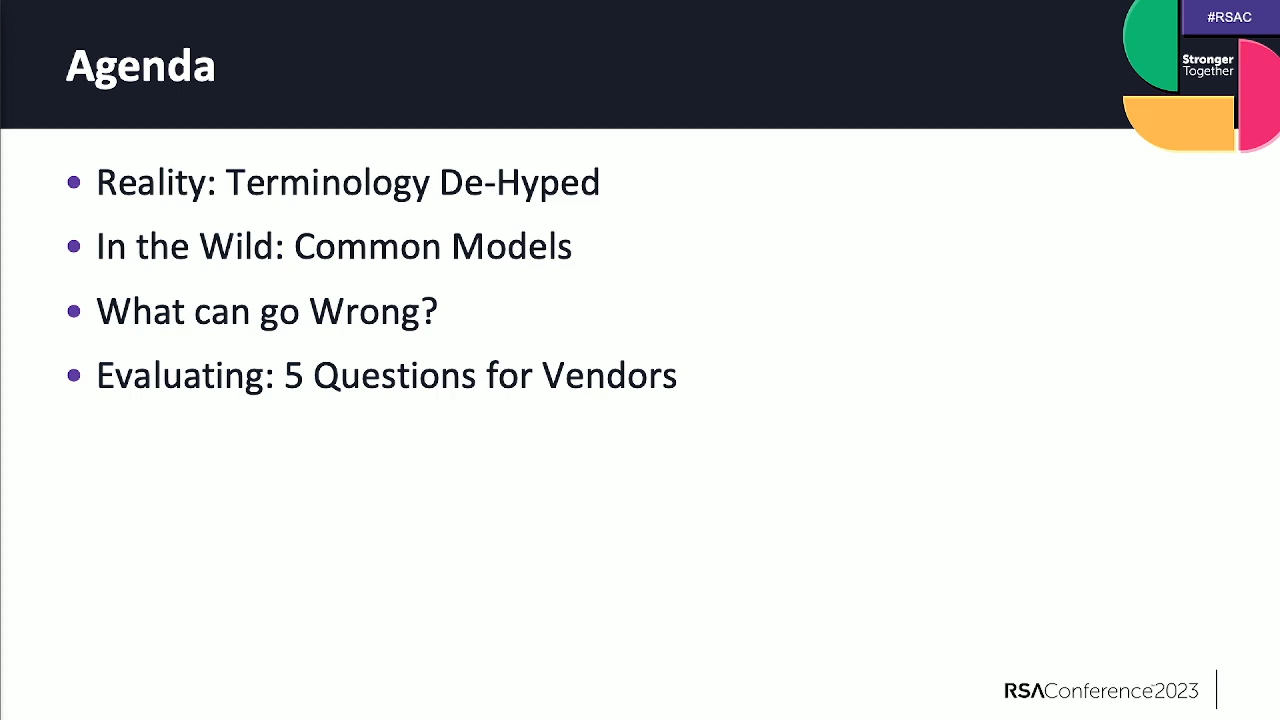 Agenda
#RSAC
Stronger
Together
• Reality: Terminology De-Hyped
• In the Wild: Common Models
• What can go Wrong?
• Evaluating: 5 Questions for Vendors
RSAConference™2023